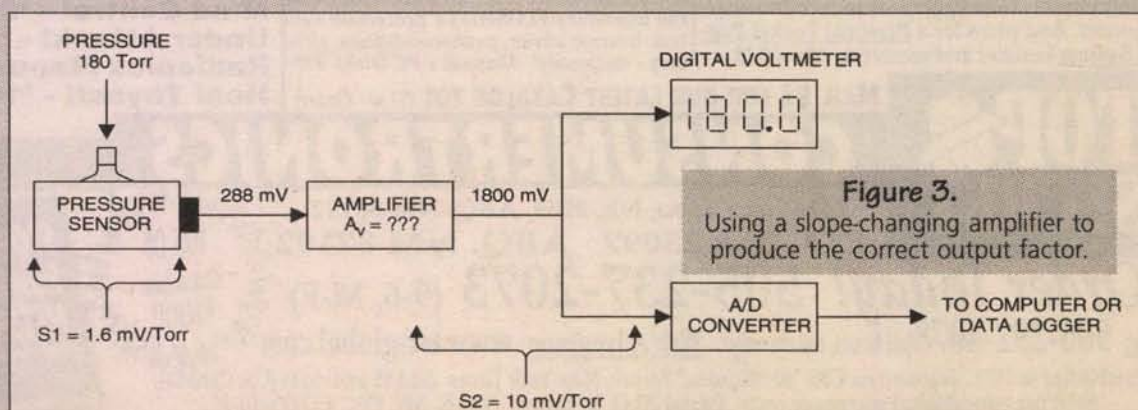 PRESSURE
180 Torr
DIGITAL VOLTMETER
180.0
288 mV
1800 mV
PRESSURE
SENSOR
AMPLIFIER
Av = ???
Figure 3.
Using a slope-changing amplifier to
produce the correct output factor.
A/D
CONVERTER
TO COMPUTER OR
DATA LOGGER
S1 = 1.6 mV/Torr
S2 = 10 mV/Torr